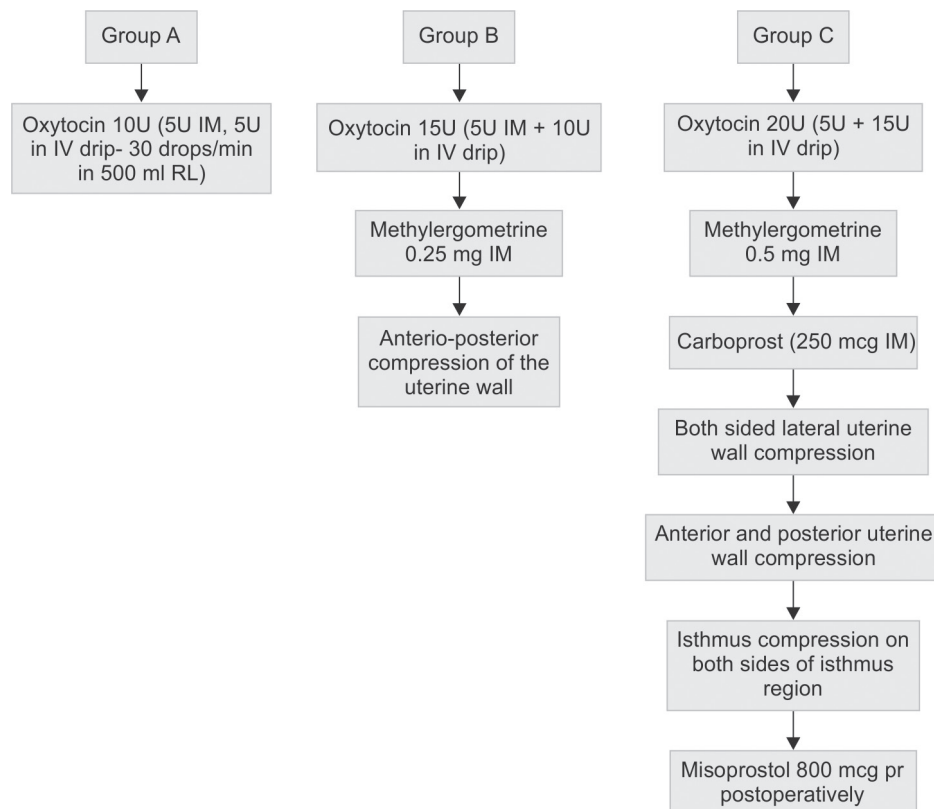 Group A
Oxytocin 10U (5U IM, 5U
in IV drip- 30 drops/min
in 500 ml RL)
Group B
Oxytocin 15U (5U IM + 10U
in IV drip)
Methylergometrine
0.25 mg IM
Anterio-posterior
compression of the
uterine wall
Group C
Oxytocin 20U (5U + 15U
in IV drip)
Methylergometrine
0.5 mg IM
Carboprost (250 mcg IM)
Both sided lateral uterine
wall compression
Anterior and posterior uterine
wall compression
Isthmus compression on
both sides of isthmus
region
Misoprostol 800 mcg pr
postoperatively